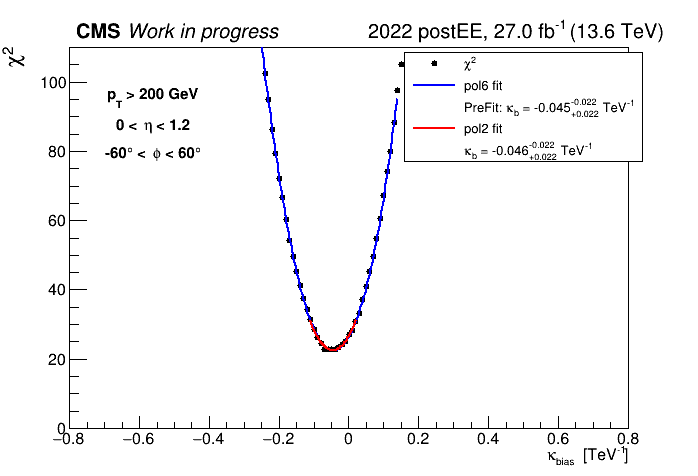 CMS Work in progress
2022 postEE, 27.0 fb⁻¹ (13.6 TeV)
χ²
p_T > 200 GeV
0 < η < 1.2
-60° < ϕ < 60°
χ²
pol6 fit
PreFit: κ_b = -0.045 -0.022 +0.022 TeV⁻¹
pol2 fit
κ_b = -0.046 -0.022 +0.022 TeV⁻¹
100
80
60
40
20
0
−0.8 −0.6 −0.4 −0.2 0 0.2 0.4 0.6 0.8
κ_bias [TeV⁻¹]